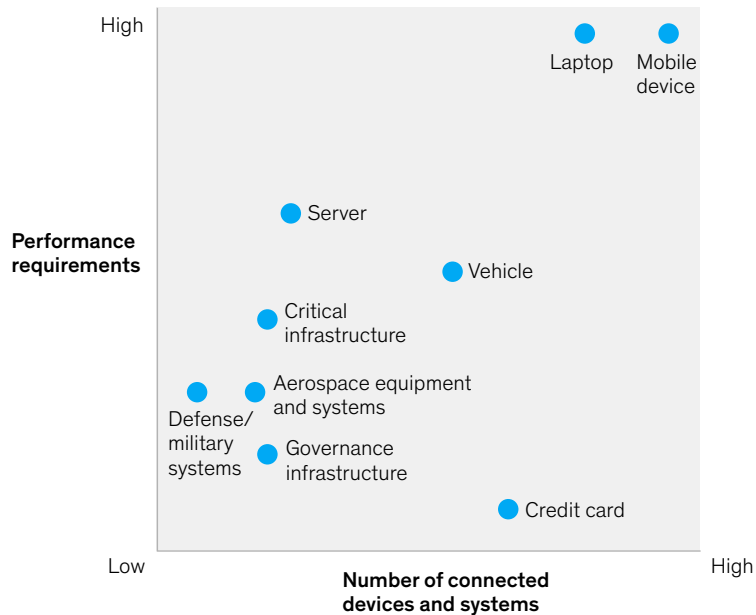 High
Laptop
Mobile
device
Server
Performance
requirements
Vehicle
Critical
infrastructure
Aerospace equipment
and systems
Defense/
military
systems
Governance
infrastructure
Credit card
Low
High
Number of connected
devices and systems